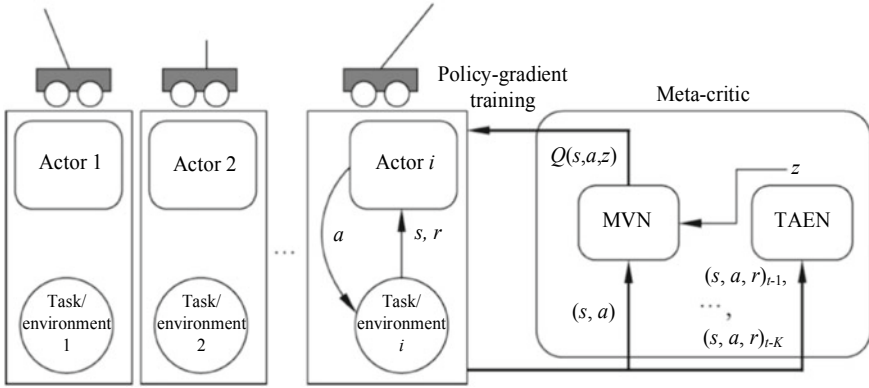 Policy-gradient
training
Meta-critic
Actor 1
Actor 2
Actor i
Q(s,a,z)
z
MVN
TAEN
a
s, r
...
Task/
environment
1
Task/
environment
2
Task/
environment
i
(s, a)
(s, a, r)t-1,
...,
(s, a, r)t-K